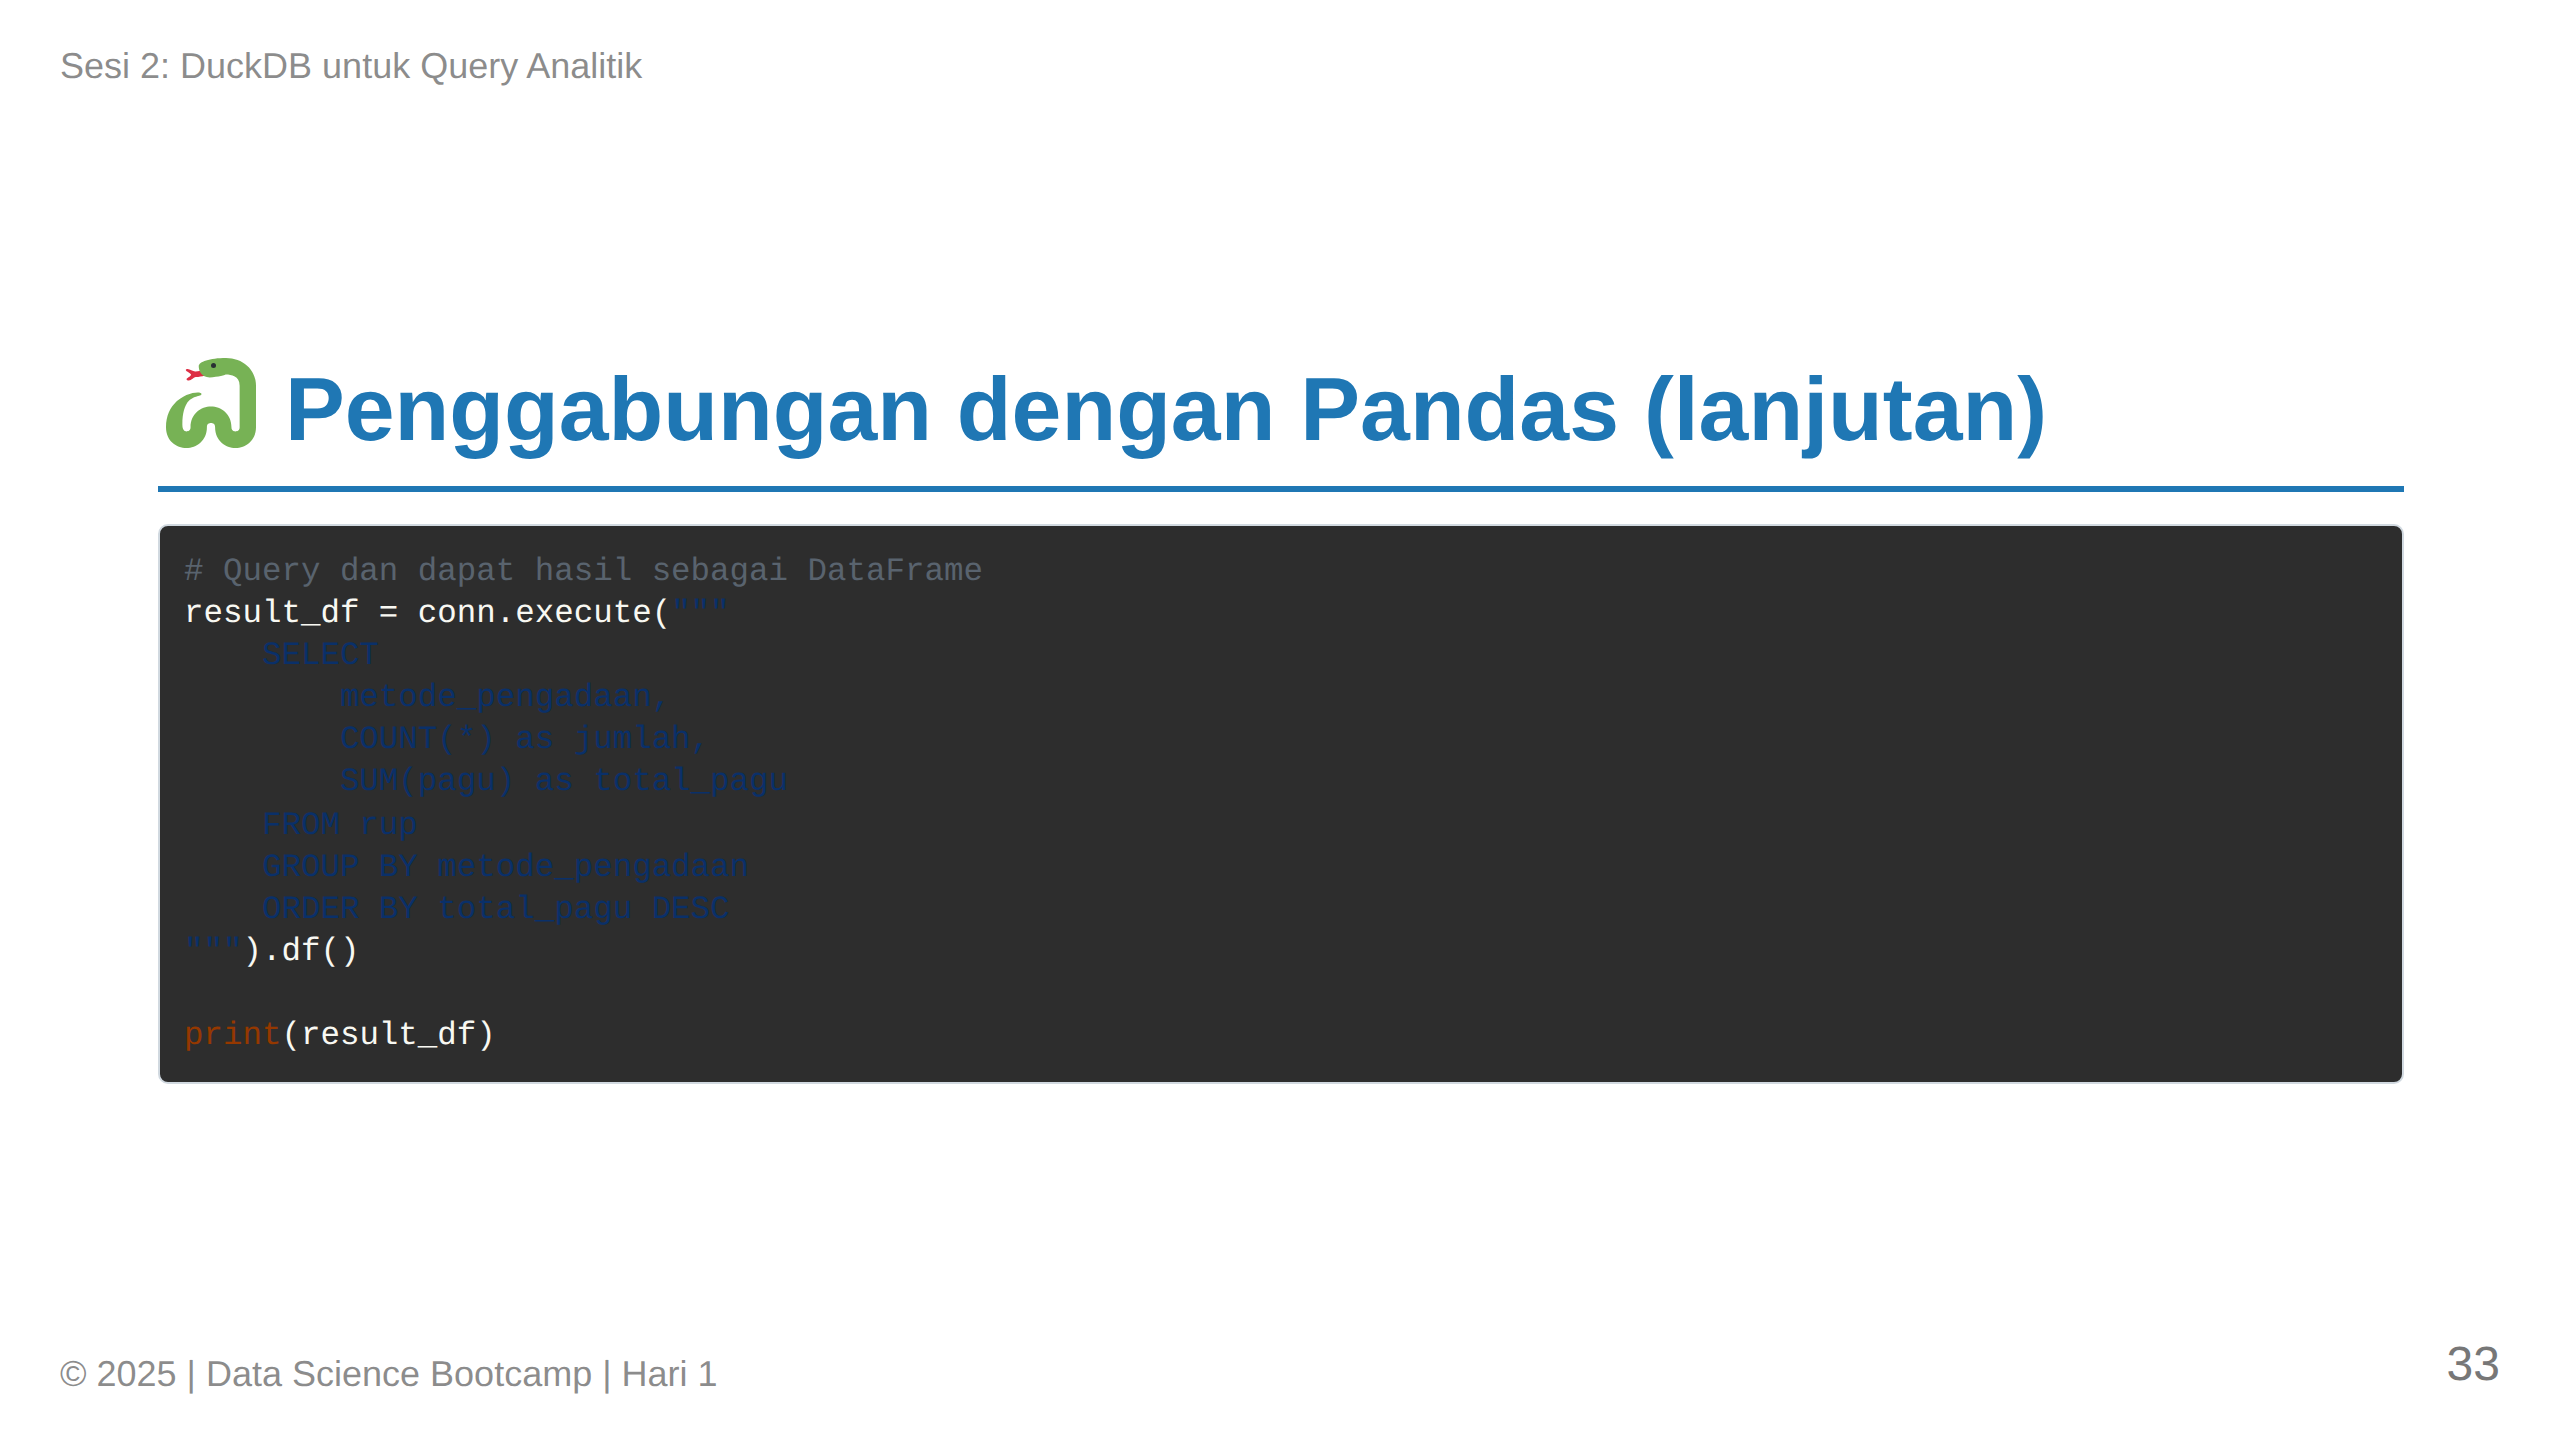 Sesi 2: DuckDB untuk Query Analitik
Penggabungan dengan Pandas (lanjutan)
# Query dan dapat hasil sebagai DataFrame
result_df = conn.execute("""
    SELECT
        metode_pengadaan,
        COUNT(*) as jumlah,
        SUM(pagu) as total_pagu
    FROM rup
    GROUP BY metode_pengadaan
    ORDER BY total_pagu DESC
""").df()
print(result_df)
© 2025 | Data Science Bootcamp | Hari 1
33